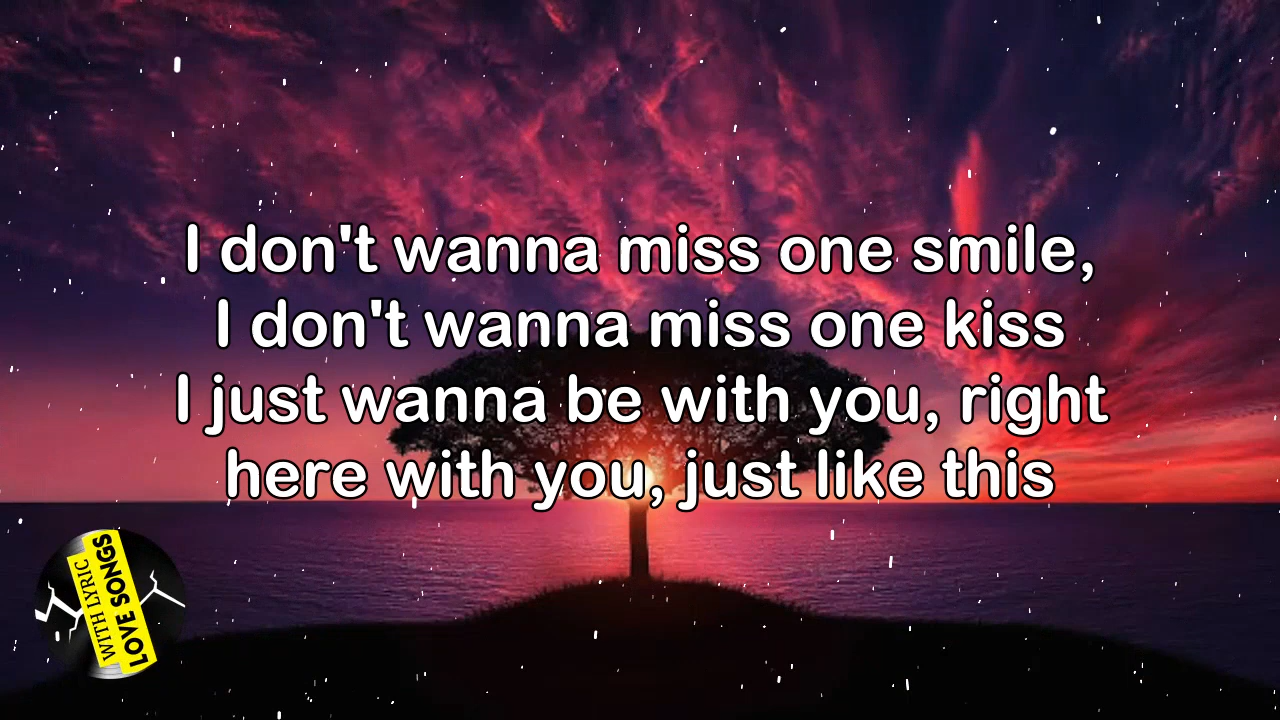 I don't wanna miss one smile,
I don't wanna miss one kiss
I just wanna be with you, right
here with you, just like this
WITH LYRIC
LOVE SONGS